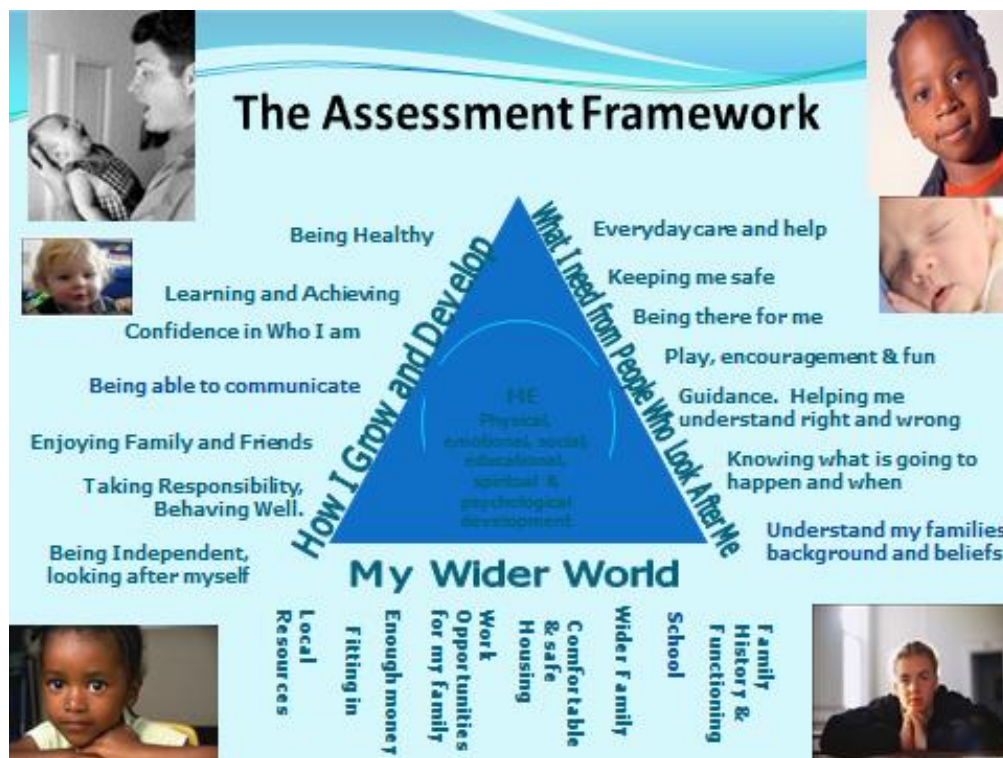 The Assessment Framework
Being Healthy
Learning and Achieving
Confidence in Who I am
Being able to communicate
Enjoying Family and Friends
Taking Responsibility,
Behaving Well.
Being Independent,
looking after myself
How I Grow and Develop
What I need from People Who Look After Me
Everyday care and help
Keeping me safe
Being there for me
Play, encouragement & fun
Guidance. Helping me
understand right and wrong
Knowing what is going to
happen and when
Understand my families
background and beliefs
HE
Physical,
emotional, social,
educational,
spiritual &
psychological
development
My Wider World
Local
Resources
Fitting in
Enough money
for my family
Work
Opportunities
Comfortable
& safe
Housing
Wider Family
School
Family
History &
Functioning